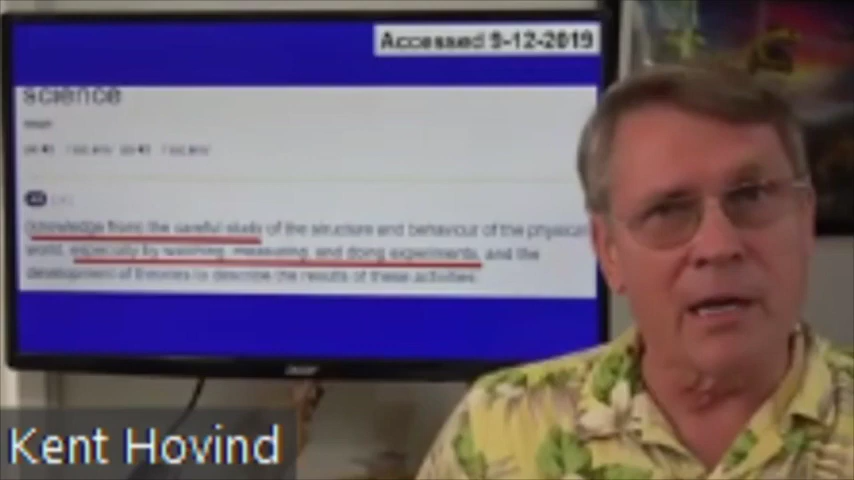 Accessed 9-12-2019
science
noun
knowledge from the careful study of the structure and behaviour of the physical
world, especially by watching, measuring, and doing experiments, and the
development of theories to describe the results of these activities
acer
Kent Hovind